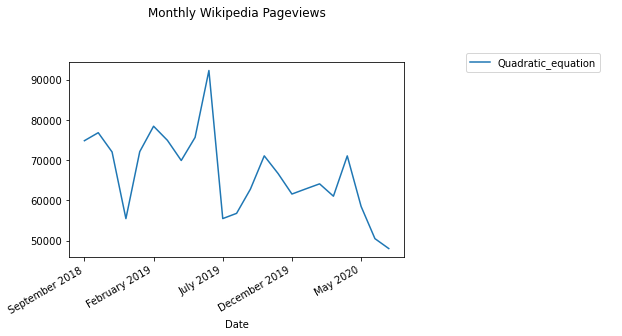 Monthly Wikipedia Pageviews
Quadratic_equation
90000
80000
70000
60000
50000
September 2018
February 2019
July 2019
December 2019
May 2020
Date